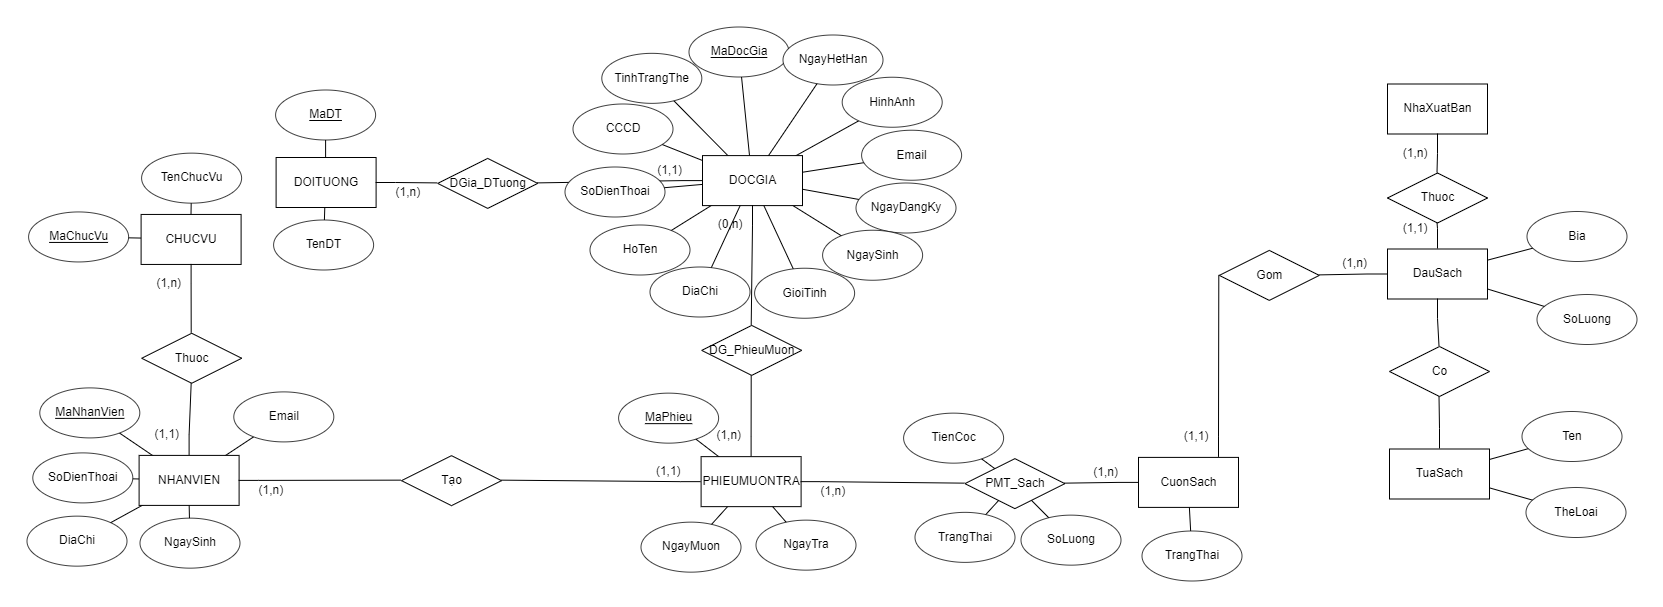 MaDocGia
NgayHetHan
TinhTrangThe
HinhAnh
NhaXuatBan
MaDT
CCCD
Email
(1,n)
TenChucVu
DOITUONG
(1,n)
DGia_DTuong
(1,1)
SoDienThoai
DOCGIA
NgayDangKy
Thuoc
MaChucVu
CHUCVU
TenDT
HoTen
(0,n)
NgaySinh
(1,1)
Bia
(1,n)
DiaChi
GioiTinh
Gom
(1,n)
DauSach
SoLuong
Thuoc
DG_PhieuMuon
Co
MaNhanVien
Email
MaPhieu
(1,1)
(1,n)
TienCoc
(1,1)
Ten
SoDienThoai
NHANVIEN
(1,n)
Tạo
(1,1)
PHIEUMUONTRA
(1,n)
PMT_Sach
(1,n)
CuonSach
TuaSach
DiaChi
NgaySinh
NgayMuon
NgayTra
TrangThai
SoLuong
TrangThai
TheLoai